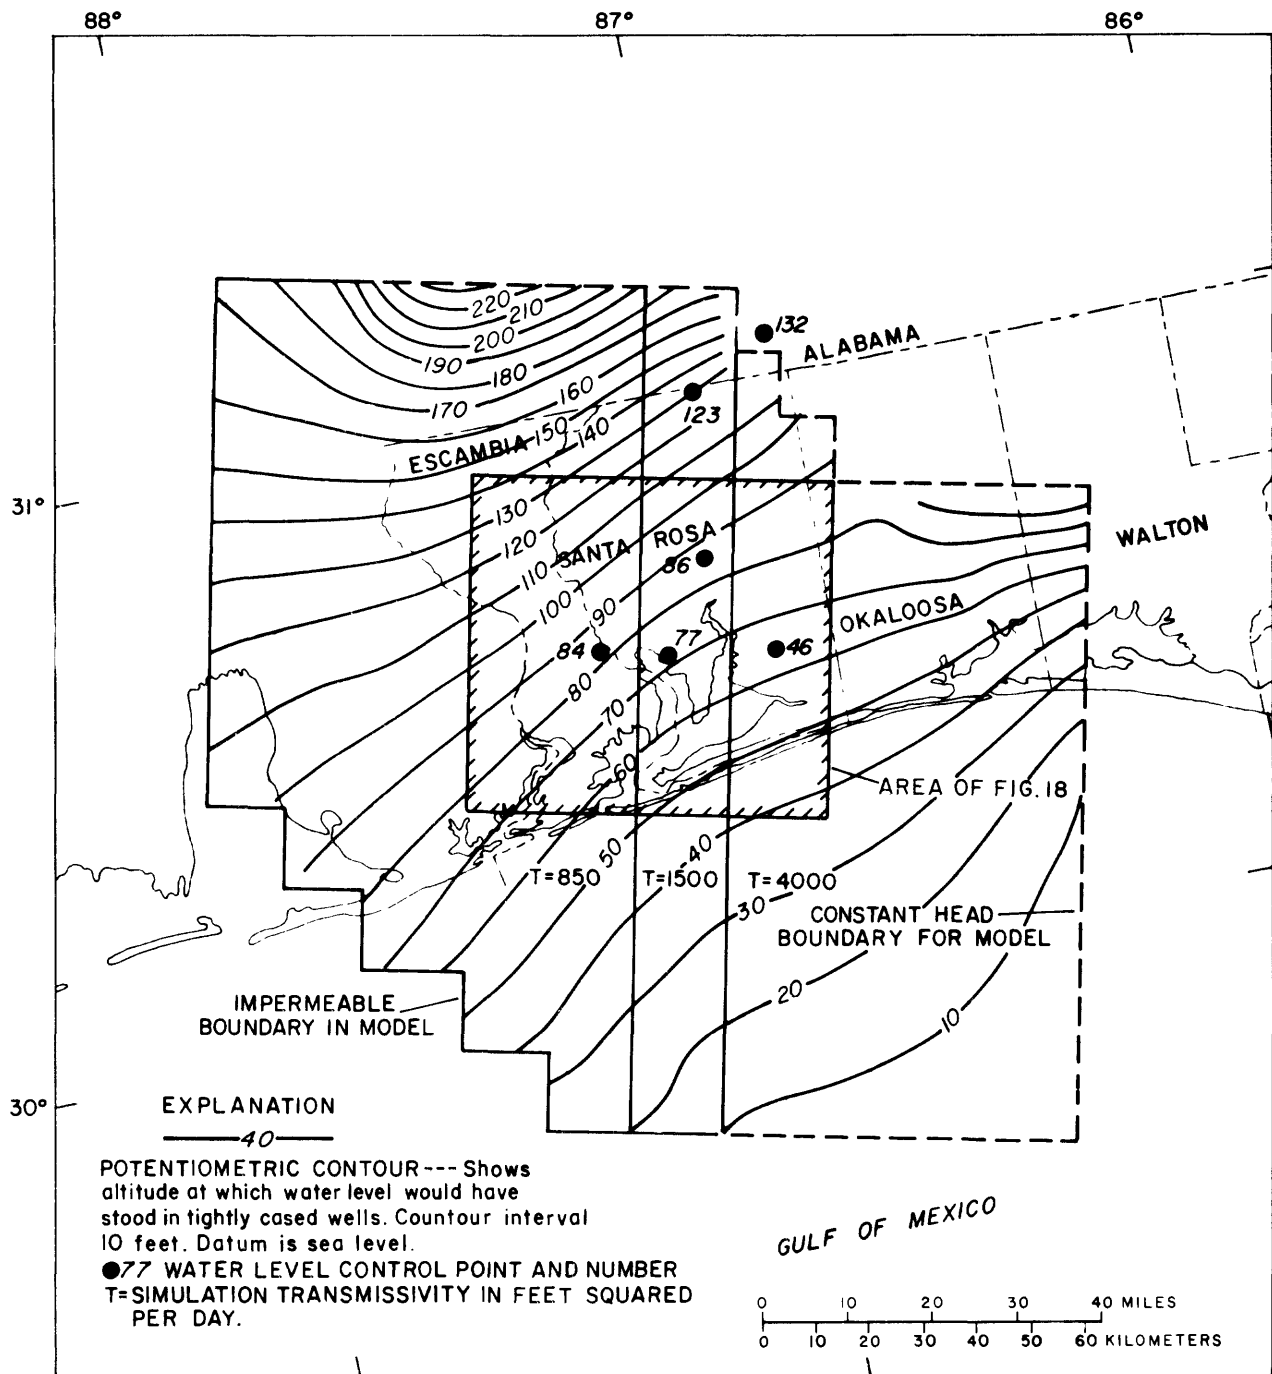 88° 87° 86°
220
210
200
190
180
170
160
150
140
132
ALABAMA
123
ESCAMBIA
31°
130
120
110
100
90
80
70
60
50
40
30
20
10
SANTA ROSA
86
WALTON
OKALOOSA
84
77
46
AREA OF FIG. 18
T=850 T=1500 T=4000
CONSTANT HEAD
BOUNDARY FOR MODEL
IMPERMEABLE
BOUNDARY IN MODEL
30°
EXPLANATION
40
POTENTIOMETRIC CONTOUR--- Shows
altitude at which water level would have
stood in tightly cased wells. Countour interval
10 feet. Datum is sea level.
77 WATER LEVEL CONTROL POINT AND NUMBER
T=SIMULATION TRANSMISSIVITY IN FEET SQUARED
PER DAY.
GULF OF MEXICO
0 10 20 30 40 MILES
0 10 20 30 40 50 60 KILOMETERS